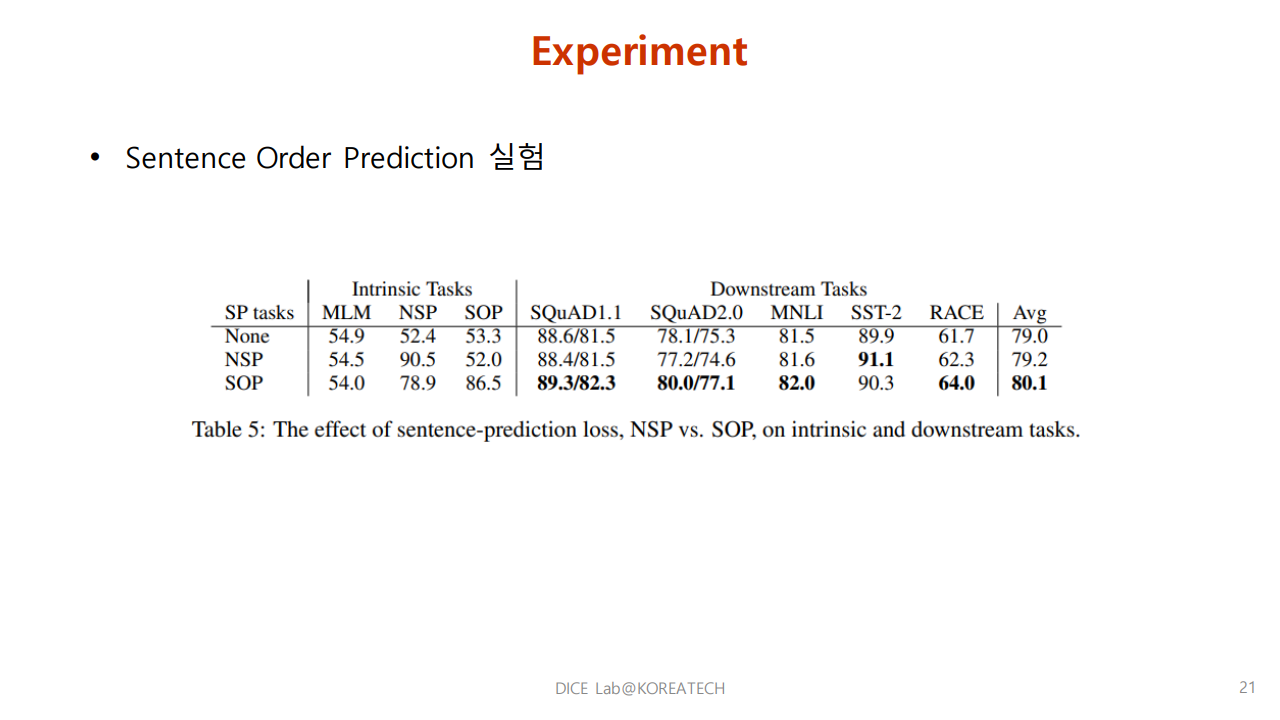 Experiment
• Sentence Order Prediction 실험
Intrinsic Tasks Downstream Tasks
SP tasks MLM NSP SOP SQuAD1.1 SQuAD2.0 MNLI SST-2 RACE Avg
None 54.9 52.4 53.3 88.6/81.5 78.1/75.3 81.5 89.9 61.7 79.0
NSP 54.5 90.5 52.0 88.4/81.5 77.2/74.6 81.6 91.1 62.3 79.2
SOP 54.0 78.9 86.5 89.3/82.3 80.0/77.1 82.0 90.3 64.0 80.1
Table 5: The effect of sentence-prediction loss, NSP vs. SOP, on intrinsic and downstream tasks.
DICE Lab@KOREATECH
21